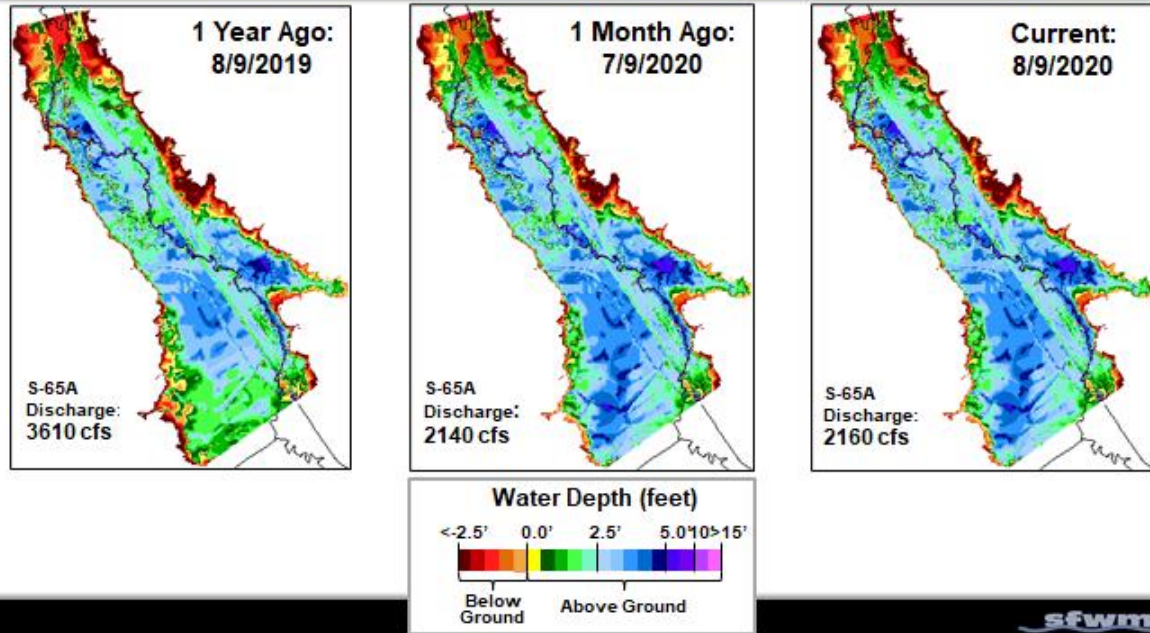 1 Year Ago:
8/9/2019
S-65A
Discharge:
3610 cfs
1 Month Ago:
7/9/2020
S-65A
Discharge:
2140 cfs
Current:
8/9/2020
S-65A
Discharge:
2160 cfs
Water Depth (feet)
<-2.5' 0.0' 2.5' 5.0' 10' >15'
Below
Ground
Above Ground
sfwm